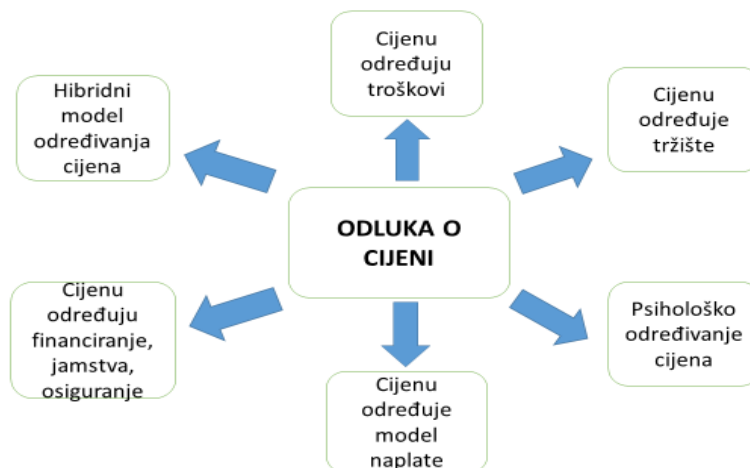 Cijenu
određuju
troškovi
Hibridni
model
određivanja
cijena
Cijenu
određuje
tržište
ODLUKA O
CIJENI
Cijenu
određuju
financiranje,
jamstva,
osiguranje
Psihološko
određivanje
cijena
Cijenu
određuje
model
naplate